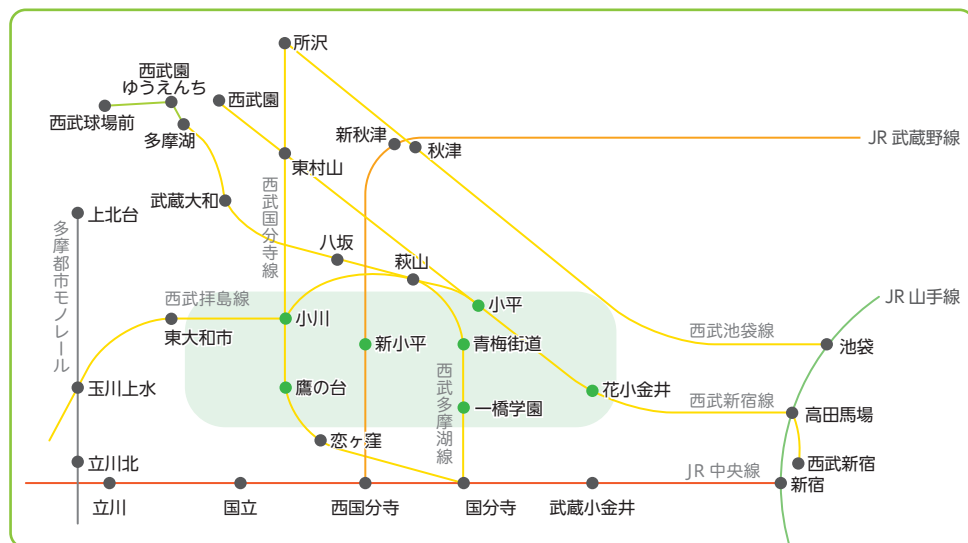 所沢
西武園
ゆうえんち
西武園
西武球場前
多摩湖
新秋津
秋津
JR 武蔵野線
東村山
西武国分寺線
武蔵大和
上北台
多摩都市モノレール
八坂
萩山
西武拝島線
小平
JR 山手線
小川
東大和市
新小平
青梅街道
西武池袋線
池袋
玉川上水
鷹の台
西武多摩湖線
一橋学園
花小金井
西武新宿線
高田馬場
恋ヶ窪
立川北
JR 中央線
西武新宿
新宿
立川
国立
西国分寺
国分寺
武蔵小金井